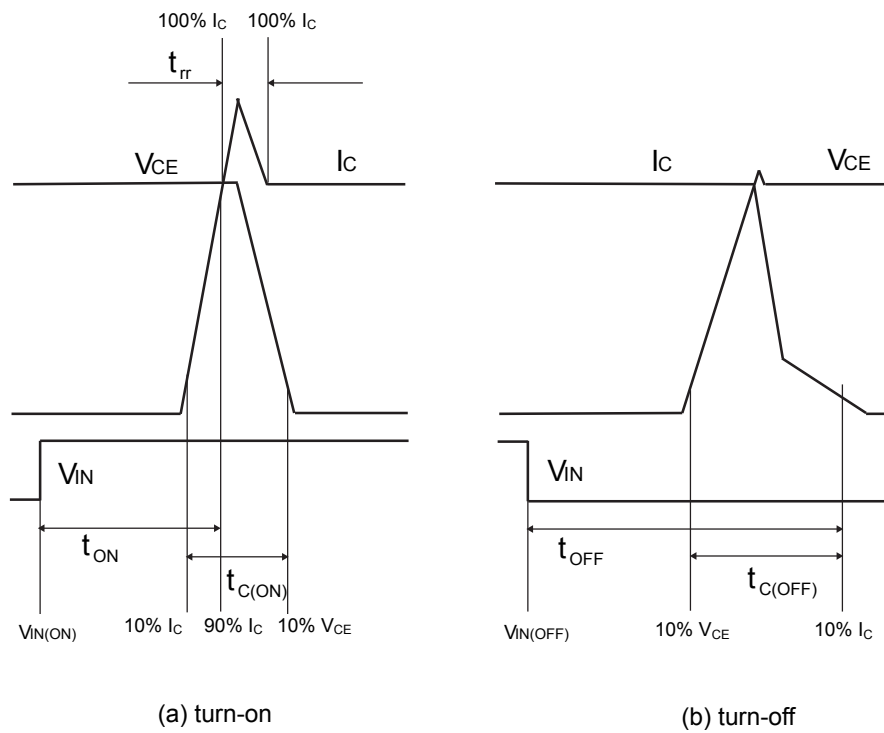 100% IC 100% IC
trr
VCE IC
VIN
tON
tC(ON)
VIN(ON) 10% IC 90% IC 10% VCE
(a) turn-on
IC VCE
VIN
tOFF
tC(OFF)
VIN(OFF) 10% VCE 10% IC
(b) turn-off